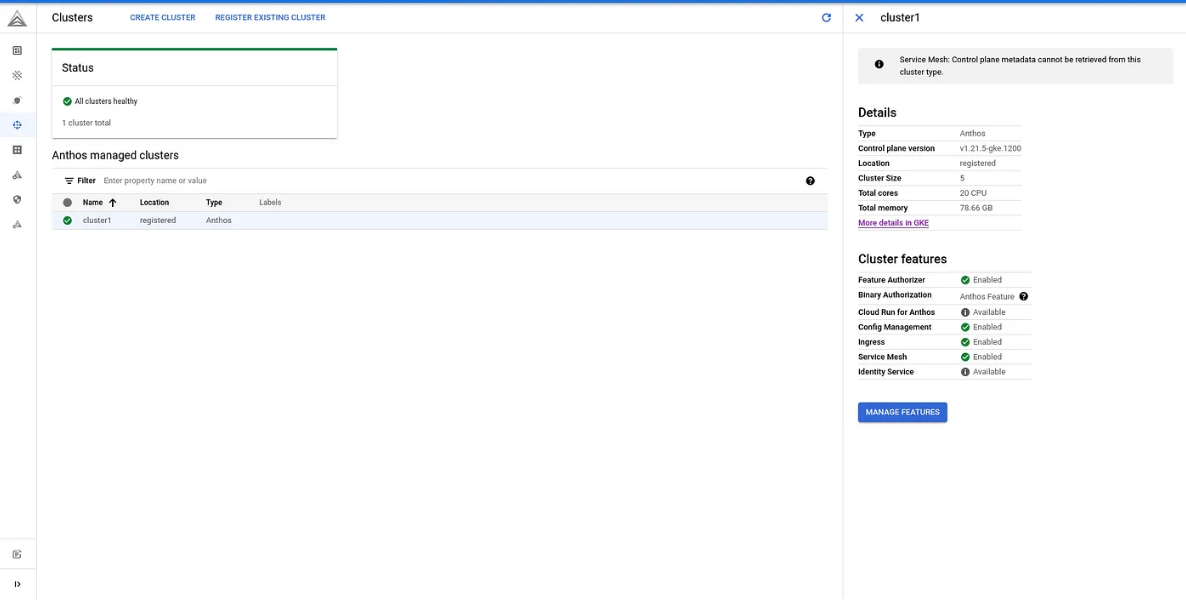 Clusters CREATE CLUSTER REGISTER EXISTING CLUSTER
Status
All clusters healthy
1 cluster total
Anthos managed clusters
Filter Enter property name or value
Name Location Type Labels
cluster1 registered Anthos
cluster1
Service Mesh: Control plane metadata cannot be retrieved from this
cluster type.
Details
Type Anthos
Control plane version v1.21.5-gke.1200
Location registered
Cluster Size 5
Total cores 20 CPU
Total memory 78.66 GB
More details in GKE
Cluster features
Feature Authorizer Enabled
Binary Authorization Anthos Feature
Cloud Run for Anthos Available
Config Management Enabled
Ingress Enabled
Service Mesh Enabled
Identity Service Available
MANAGE FEATURES